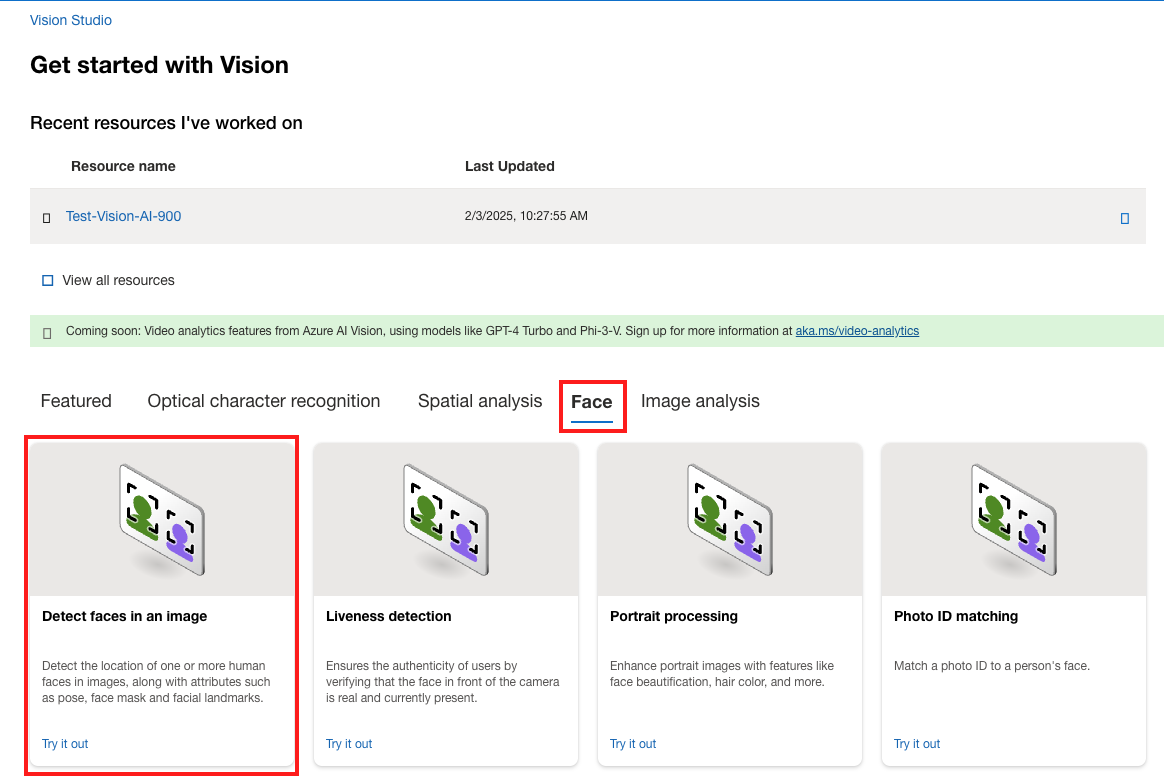 Vision Studio
Get started with Vision
Recent resources I've worked on
Resource name Last Updated
Test-Vision-AI-900 2/3/2025, 10:27:55 AM
View all resources
Coming soon: Video analytics features from Azure AI Vision, using models like GPT-4 Turbo and Phi-3-V. Sign up for more information at aka.ms/video-analytics
Featured Optical character recognition Spatial analysis Face Image analysis
Detect faces in an image
Detect the location of one or more human
faces in images, along with attributes such
as pose, face mask and facial landmarks.
Try it out
Liveness detection
Ensures the authenticity of users by
verifying that the face in front of the camera
is real and currently present.
Try it out
Portrait processing
Enhance portrait images with features like
face beautification, hair color, and more.
Try it out
Photo ID matching
Match a photo ID to a person's face.
Try it out